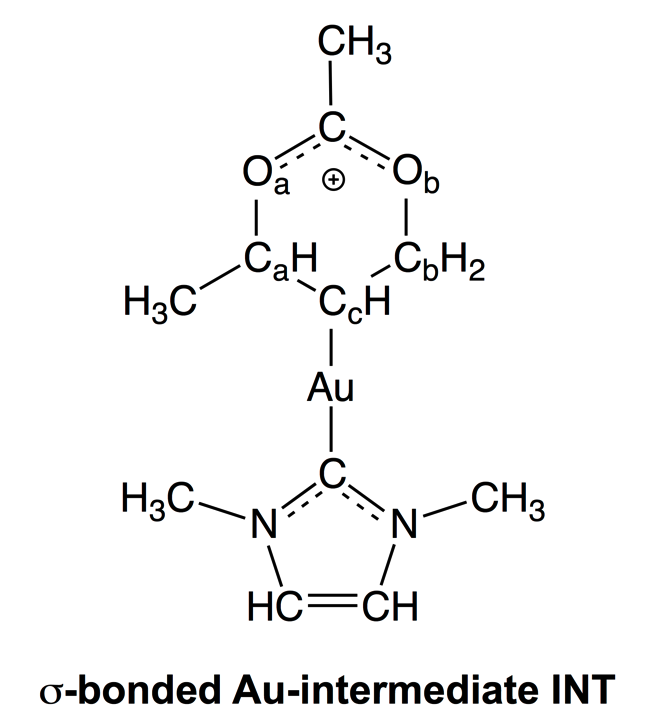 CH3
C
Oa ⊕ Ob
CaH CbH2
H3C CcH
Au
C
H3C N N CH3
HC CH
σ-bonded Au-intermediate INT